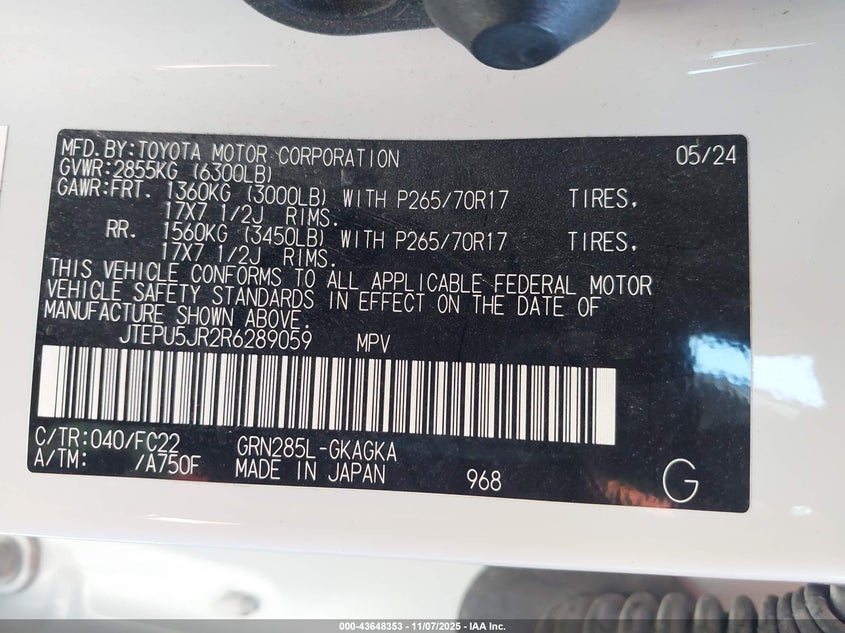 MFD.BY:TOYOTA MOTOR CORPORATION 05/24
GVWR:2855KG (6300LB)
GAWR:FRT. 1360KG (3000LB) WITH P265/70R17 TIRES,
17X7 1/2J RIMS.
RR. 1560KG (3450LB) WITH P265/70R17 TIRES,
17X7 1/2J RIMS.
THIS VEHICLE CONFORMS TO ALL APPLICABLE FEDERAL MOTOR
VEHICLE SAFETY STANDARDS IN EFFECT ON THE DATE OF
MANUFACTURE SHOWN ABOVE.
JTEPU5JR2R6289059 MPV
C/TR:040/FC22 GRN285L-GKAGKA
A/TM: /A750F MADE IN JAPAN 968
G
000-43648353 - 11/07/2025 - IAA Inc.